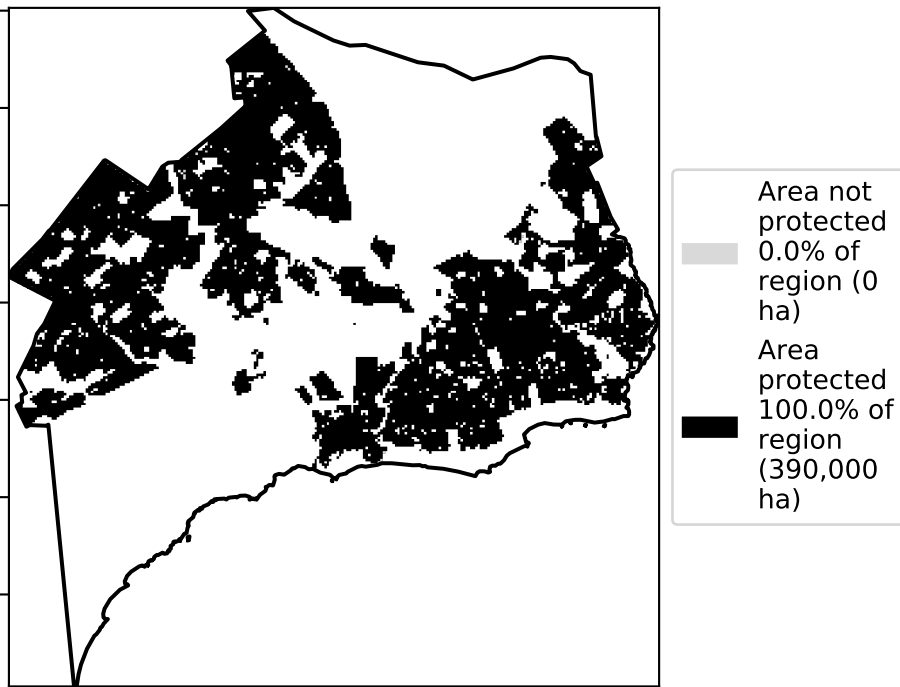 Area not
protected
0.0% of
region (0
ha)
Area
protected
100.0% of
region
(390,000
ha)